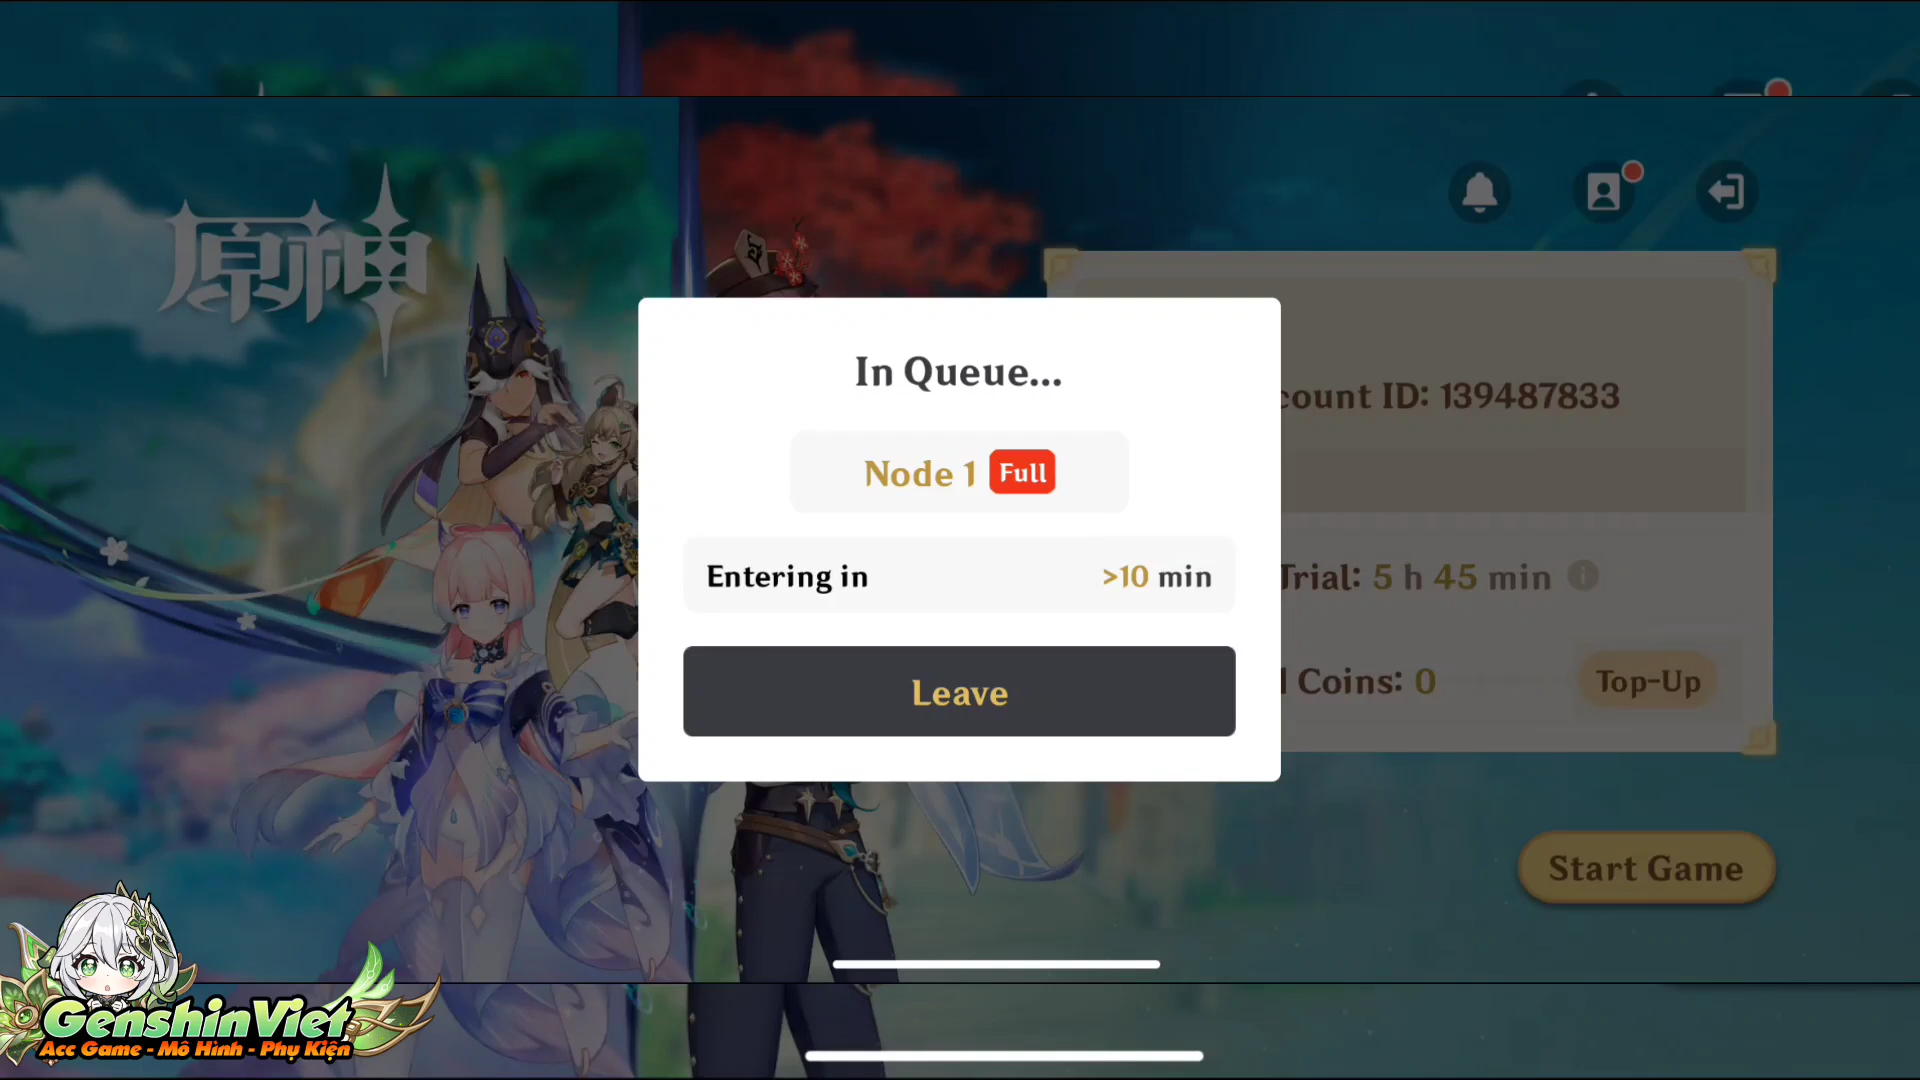 原神
In Queue...
Node 1 Full
Entering in >10 min
Leave
count ID: 139487833
Trial: 5 h 45 min
Coins: 0
Top-Up
Start Game
GenshinViet
Acc Game - Mô Hình - Phụ Kiện